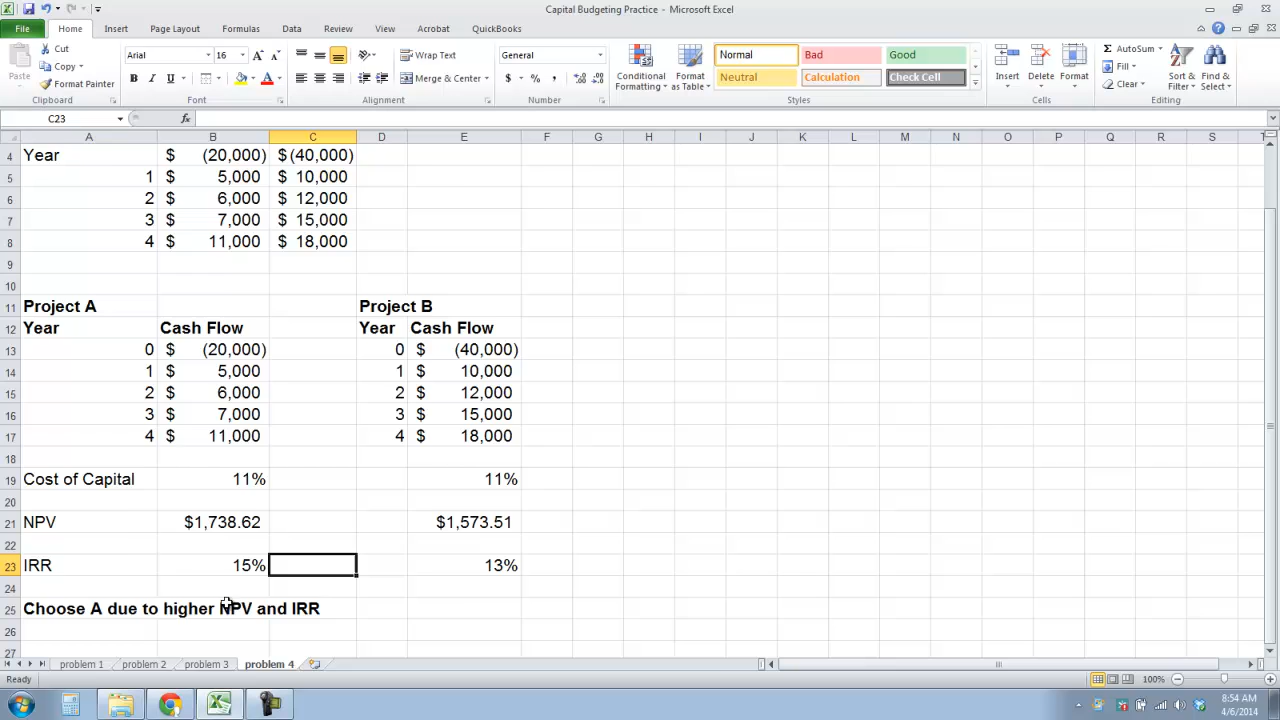 Capital Budgeting Practice - Microsoft Excel
File Home Insert Page Layout Formulas Data Review View Acrobat QuickBooks
Paste
Cut
Copy
Format Painter
Clipboard
Arial 16
B I U
Font
Wrap Text
Merge & Center
Alignment
General
$ % ,
Number
Conditional Formatting
Format as Table
Normal Bad Good
Neutral Calculation Check Cell
Styles
Insert Delete Format
Cells
AutoSum
Fill
Clear
Sort & Filter
Find & Select
Editing
C23 fx
A B C D E F G H I J K L M N O P Q R S T
4 Year $ (20,000) $ (40,000)
5 1 $ 5,000 $ 10,000
6 2 $ 6,000 $ 12,000
7 3 $ 7,000 $ 15,000
8 4 $ 11,000 $ 18,000
9
10
11 Project A Project B
12 Year Cash Flow Year Cash Flow
13 0 $ (20,000) 0 $ (40,000)
14 1 $ 5,000 1 $ 10,000
15 2 $ 6,000 2 $ 12,000
16 3 $ 7,000 3 $ 15,000
17 4 $ 11,000 4 $ 18,000
18
19 Cost of Capital 11% 11%
20
21 NPV $1,738.62 $1,573.51
22
23 IRR 15% 13%
24
25 Choose A due to higher NPV and IRR
26
27
problem 1 problem 2 problem 3 problem 4
Ready 100%
8:54 AM
4/6/2014